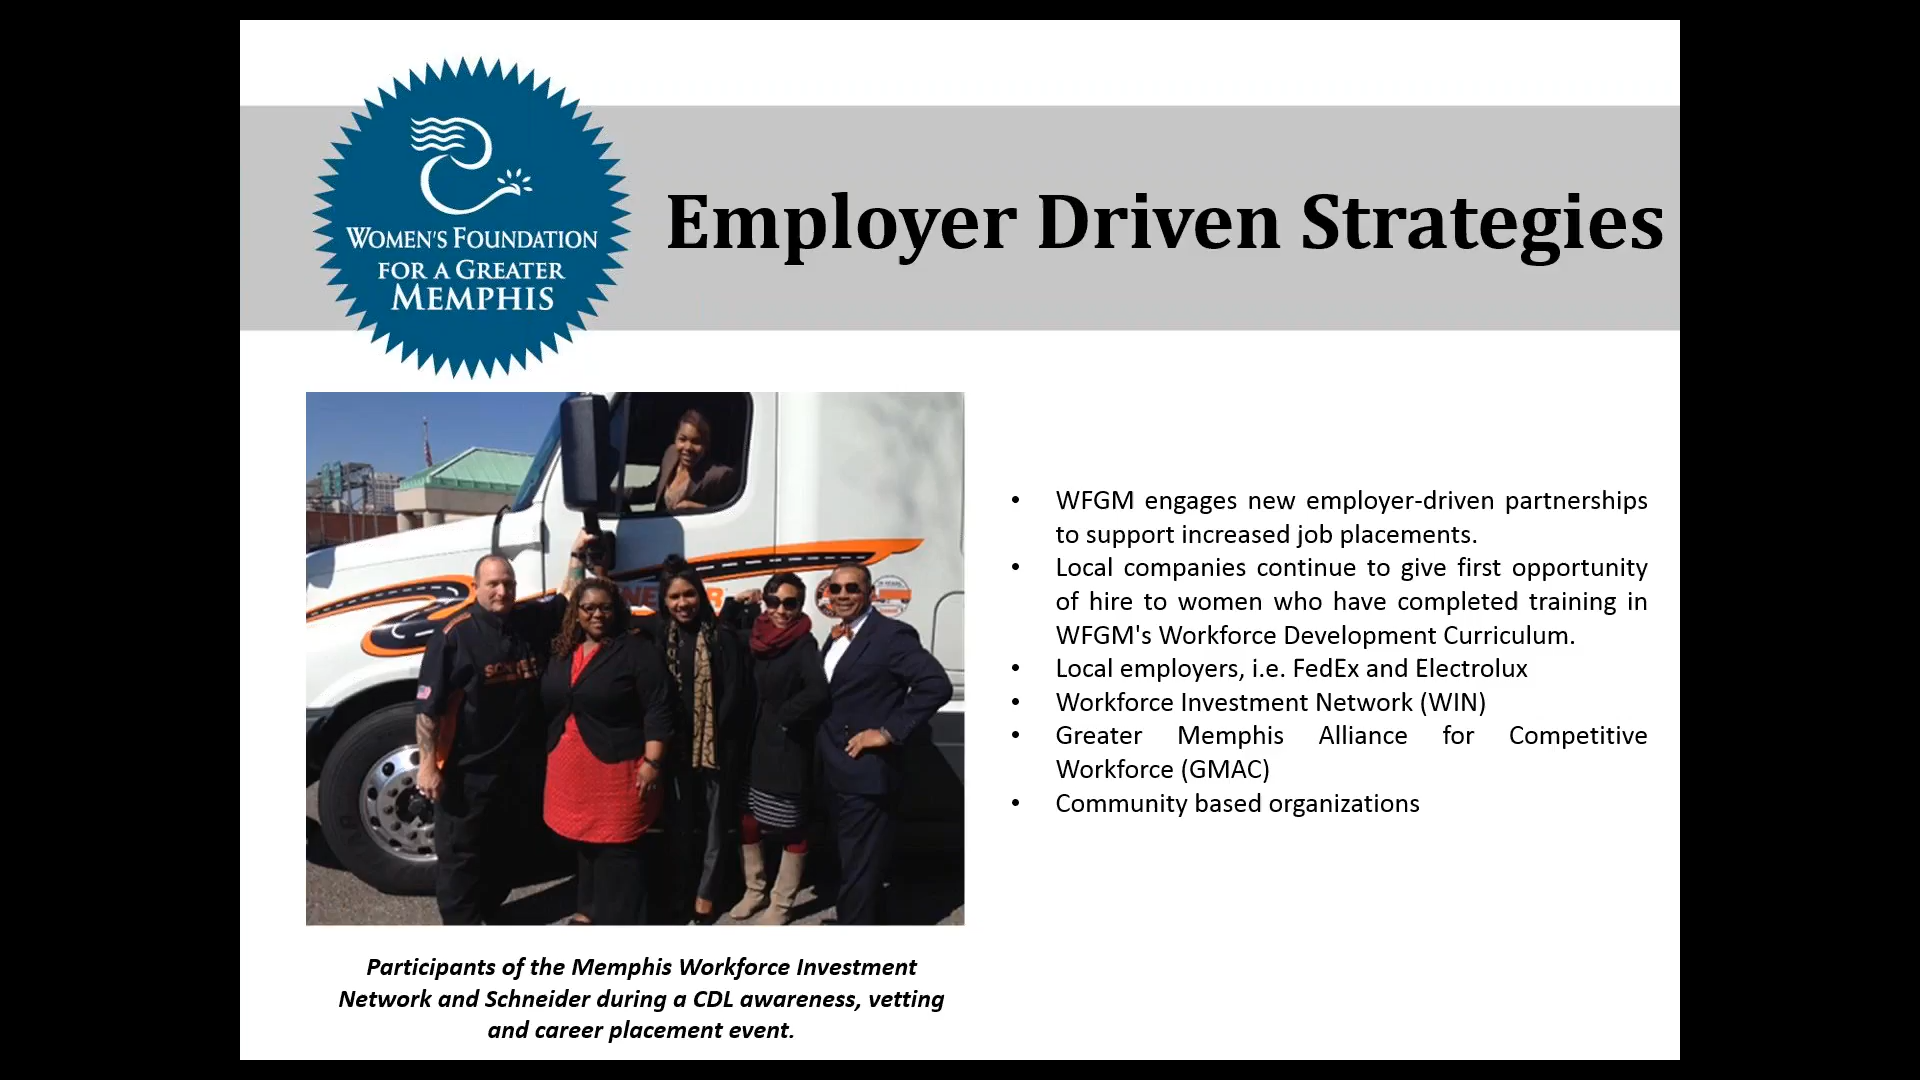 WOMEN'S FOUNDATION
FOR A GREATER
MEMPHIS
Employer Driven Strategies
• WFGM engages new employer-driven partnerships
to support increased job placements.
• Local companies continue to give first opportunity
of hire to women who have completed training in
WFGM's Workforce Development Curriculum.
• Local employers, i.e. FedEx and Electrolux
• Workforce Investment Network (WIN)
• Greater Memphis Alliance for Competitive
Workforce (GMAC)
• Community based organizations
Participants of the Memphis Workforce Investment
Network and Schneider during a CDL awareness, vetting
and career placement event.